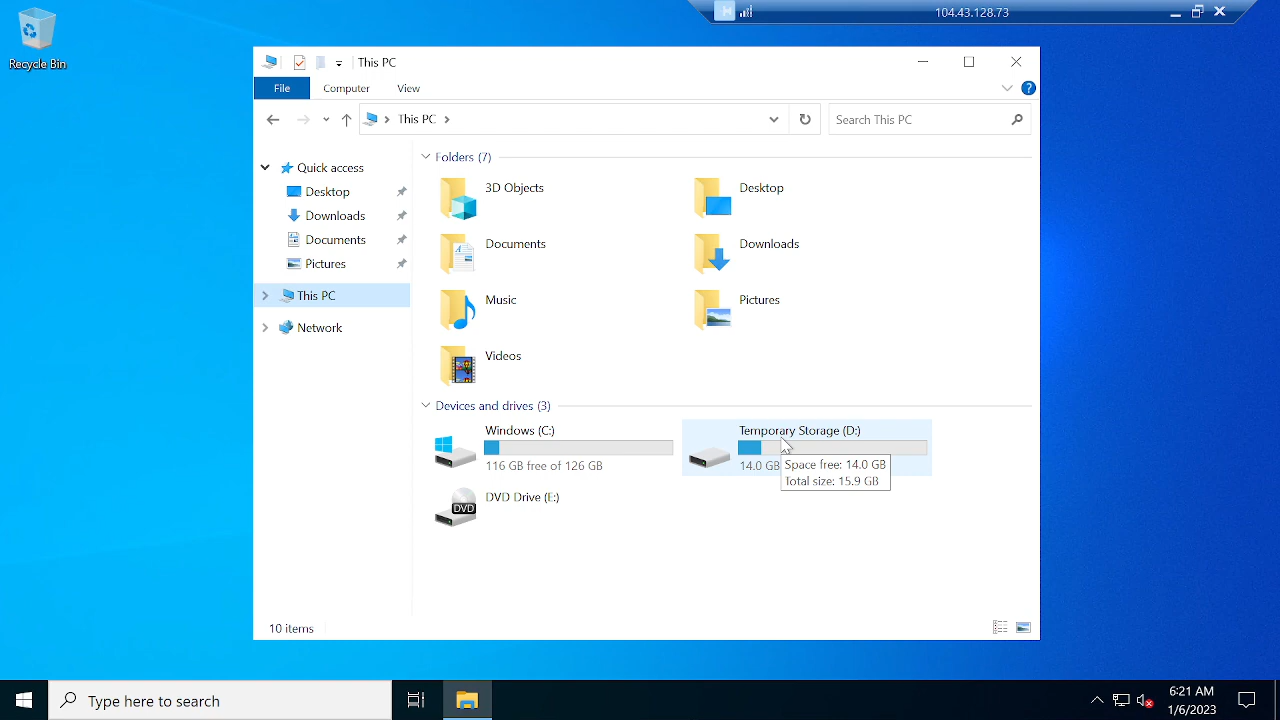 104.43.128.73
Recycle Bin
This PC
File Computer View
This PC
Search This PC
Quick access
Desktop
Downloads
Documents
Pictures
This PC
Network
Folders (7)
3D Objects
Desktop
Documents
Downloads
Music
Pictures
Videos
Devices and drives (3)
Windows (C:)
116 GB free of 126 GB
Temporary Storage (D:)
14.0 GB
Space free: 14.0 GB
Total size: 15.9 GB
DVD
DVD Drive (E:)
10 items
Type here to search
6:21 AM
1/6/2023